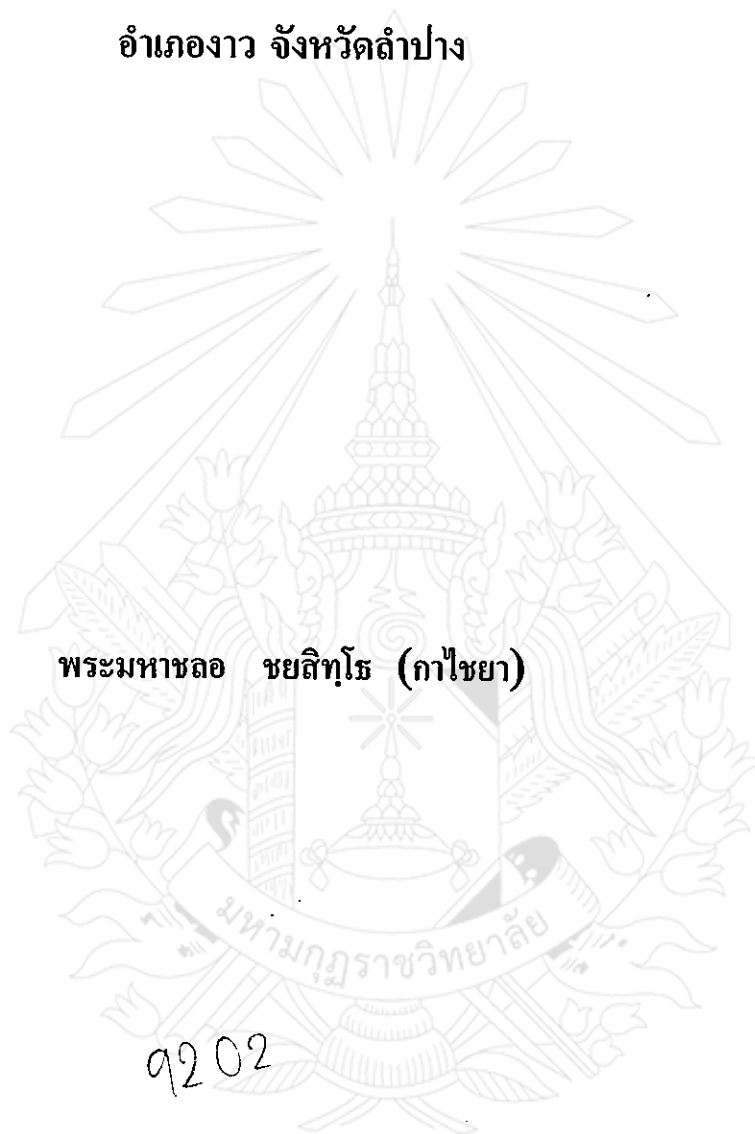 อำเภองาว จังหวัดลำปาง
พระมหาชลอ ชยสิทฺโธ (กาไชยา)
มหามกุฏราชวิทยาลัย
9202